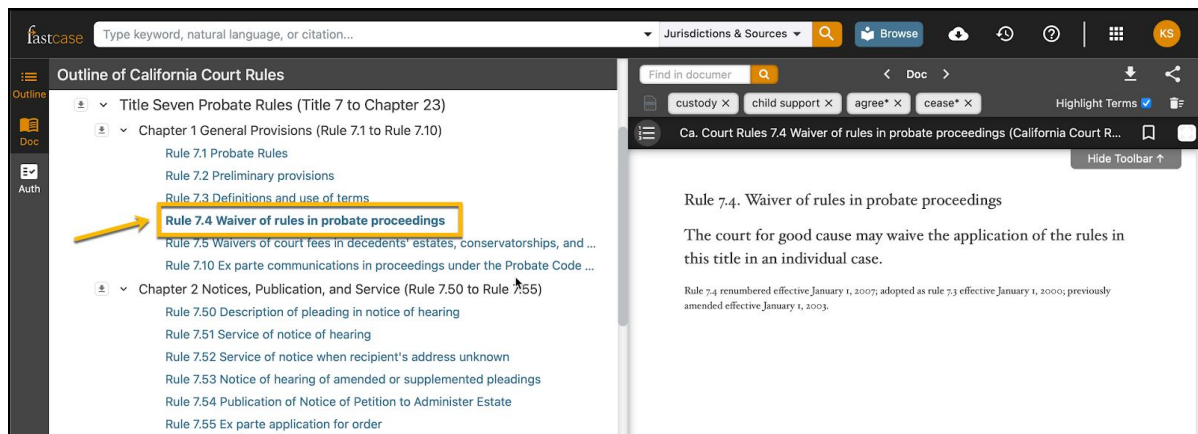 fastcase
Type keyword, natural language, or citation...
Jurisdictions & Sources
Browse
KS
Outline
Doc
Auth
Outline of California Court Rules
Title Seven Probate Rules (Title 7 to Chapter 23)
Chapter 1 General Provisions (Rule 7.1 to Rule 7.10)
Rule 7.1 Probate Rules
Rule 7.2 Preliminary provisions
Rule 7.3 Definitions and use of terms
Rule 7.4 Waiver of rules in probate proceedings
Rule 7.5 Waivers of court fees in decedents' estates, conservatorships, and ...
Rule 7.10 Ex parte communications in proceedings under the Probate Code ...
Chapter 2 Notices, Publication, and Service (Rule 7.50 to Rule 7.55)
Rule 7.50 Description of pleading in notice of hearing
Rule 7.51 Service of notice of hearing
Rule 7.52 Service of notice when recipient's address unknown
Rule 7.53 Notice of hearing of amended or supplemented pleadings
Rule 7.54 Publication of Notice of Petition to Administer Estate
Rule 7.55 Ex parte application for order
Find in documer
< Doc >
custody × child support × agree* × cease* ×
Highlight Terms
Ca. Court Rules 7.4 Waiver of rules in probate proceedings (California Court R...
Hide Toolbar ↑
Rule 7.4. Waiver of rules in probate proceedings
The court for good cause may waive the application of the rules in
this title in an individual case.
Rule 7.4 renumbered effective January 1, 2007; adopted as rule 7.3 effective January 1, 2000; previously
amended effective January 1, 2003.